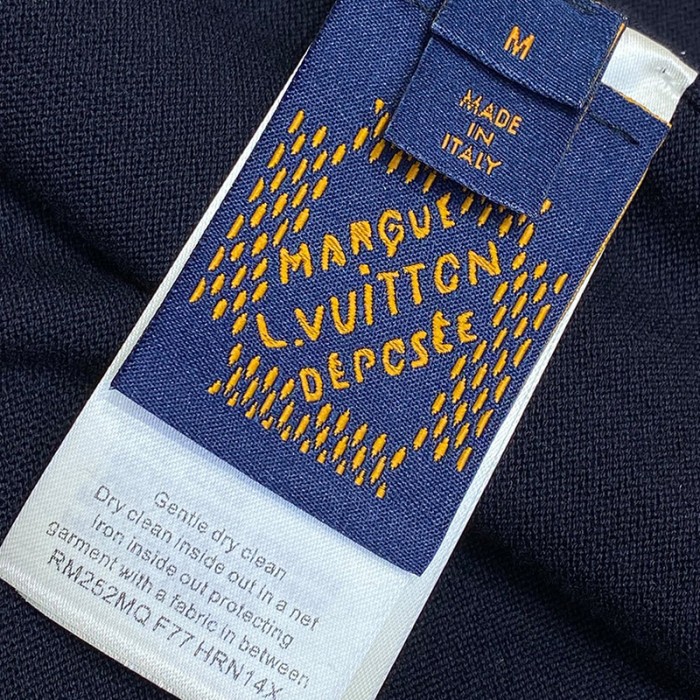 M
MADE
IN
ITALY
MARQUE
L.VUITTON
DÉPOSÉE
Gentle dry clean
Dry clean inside out in a net
Iron inside out protecting
garment with a fabric in between
RM252MQ F77 HRN14X